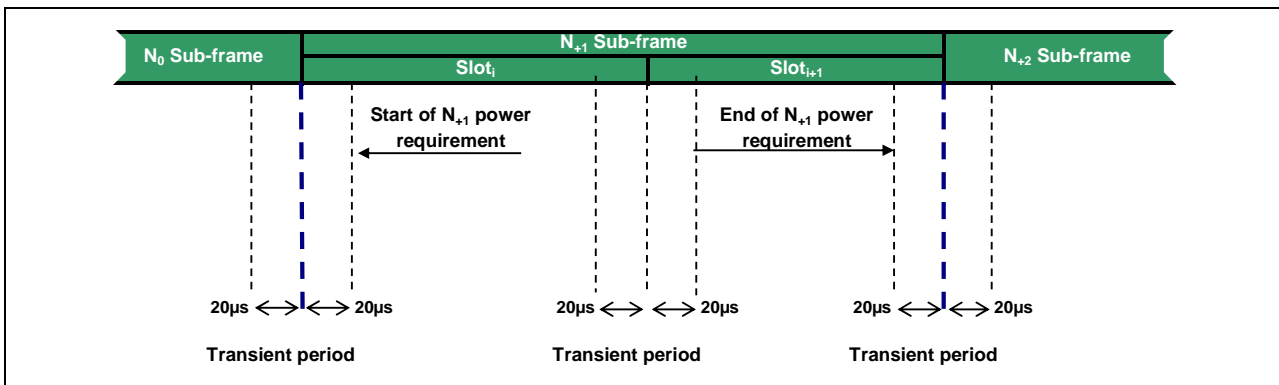 N+1 Sub-frame
N0 Sub-frame
N+2 Sub-frame
Sloti
Sloti+1
Start of N+1 power
requirement
End of N+1 power
requirement
20µs
20µs
20µs
20µs
20µs
20µs
Transient period
Transient period
Transient period